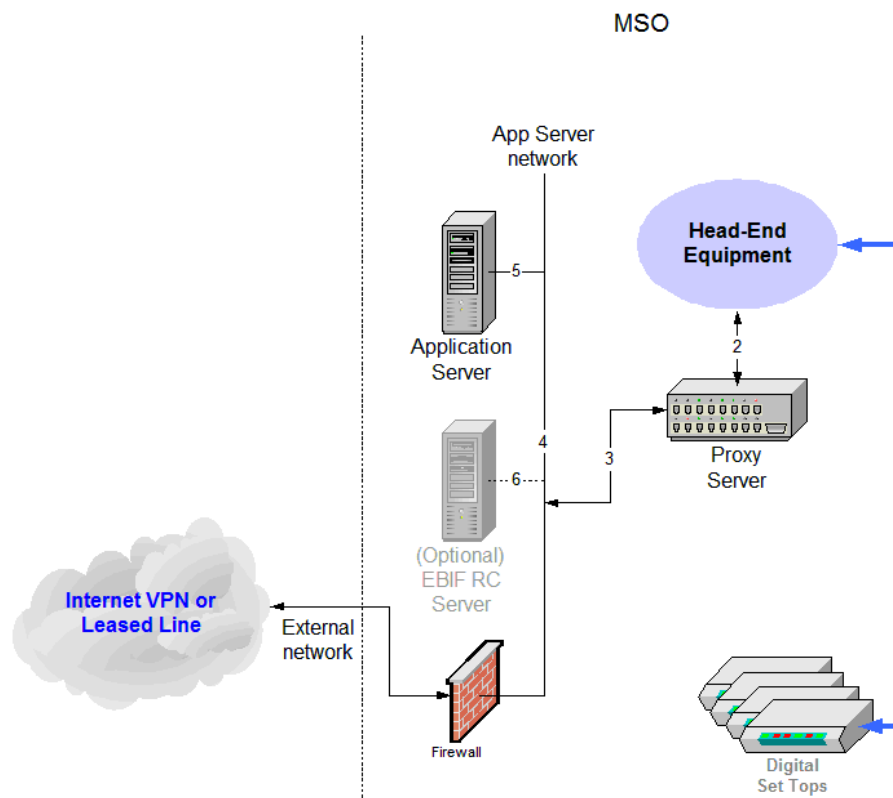 MSO
App Server
network
Head-End
Equipment
5
2
Application
Server
4
3
Proxy
Server
6
(Optional)
EBIF RC
Server
Internet VPN or
Leased Line
External
network
Firewall
Digital
Set Tops